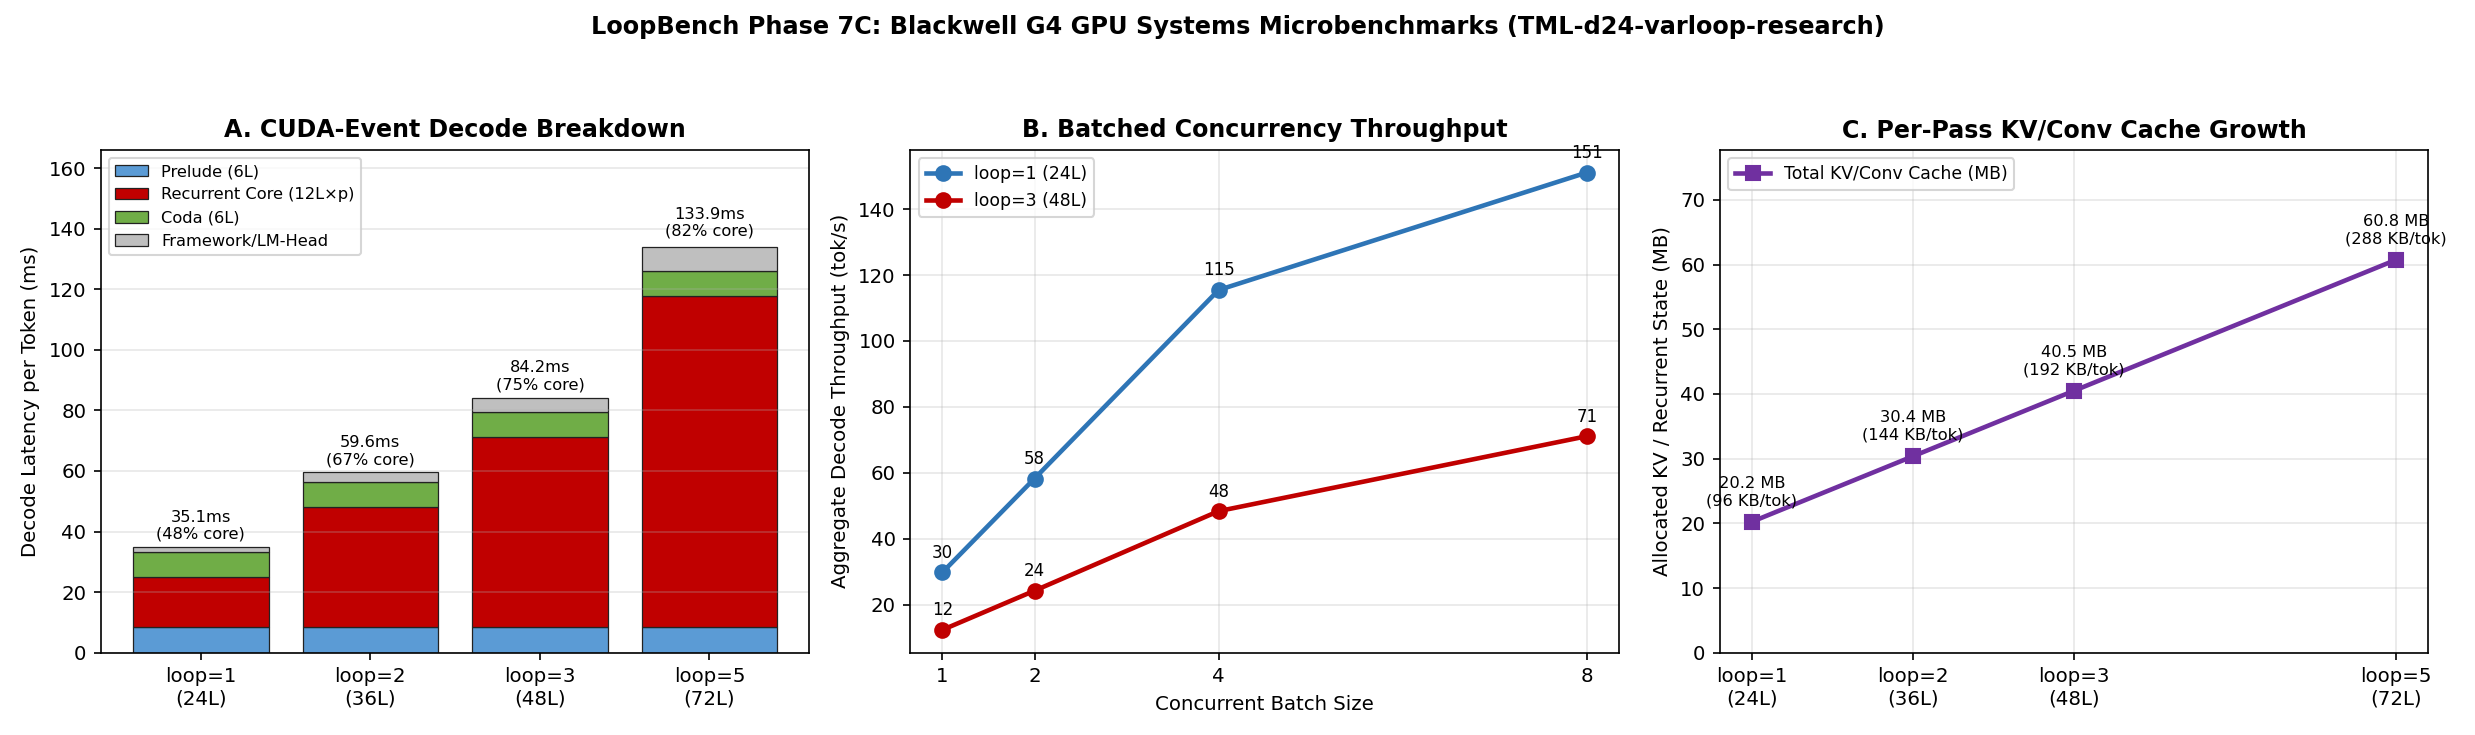 LoopBench Phase 7C: Blackwell G4 GPU Systems Microbenchmarks (TML-d24-varloop-research)
A. CUDA-Event Decode Breakdown
Decode Latency per Token (ms)
160
140
120
100
80
60
40
20
0
Prelude (6L)
Recurrent Core (12L×p)
Coda (6L)
Framework/LM-Head
35.1ms
(48% core)
59.6ms
(67% core)
84.2ms
(75% core)
133.9ms
(82% core)
loop=1
(24L)
loop=2
(36L)
loop=3
(48L)
loop=5
(72L)
B. Batched Concurrency Throughput
Aggregate Decode Throughput (tok/s)
140
120
100
80
60
40
20
loop=1 (24L)
loop=3 (48L)
30
58
115
151
12
24
48
71
1
2
4
8
Concurrent Batch Size
C. Per-Pass KV/Conv Cache Growth
Allocated KV / Recurrent State (MB)
70
60
50
40
30
20
10
0
Total KV/Conv Cache (MB)
20.2 MB
(96 KB/tok)
30.4 MB
(144 KB/tok)
40.5 MB
(192 KB/tok)
60.8 MB
(288 KB/tok)
loop=1
(24L)
loop=2
(36L)
loop=3
(48L)
loop=5
(72L)